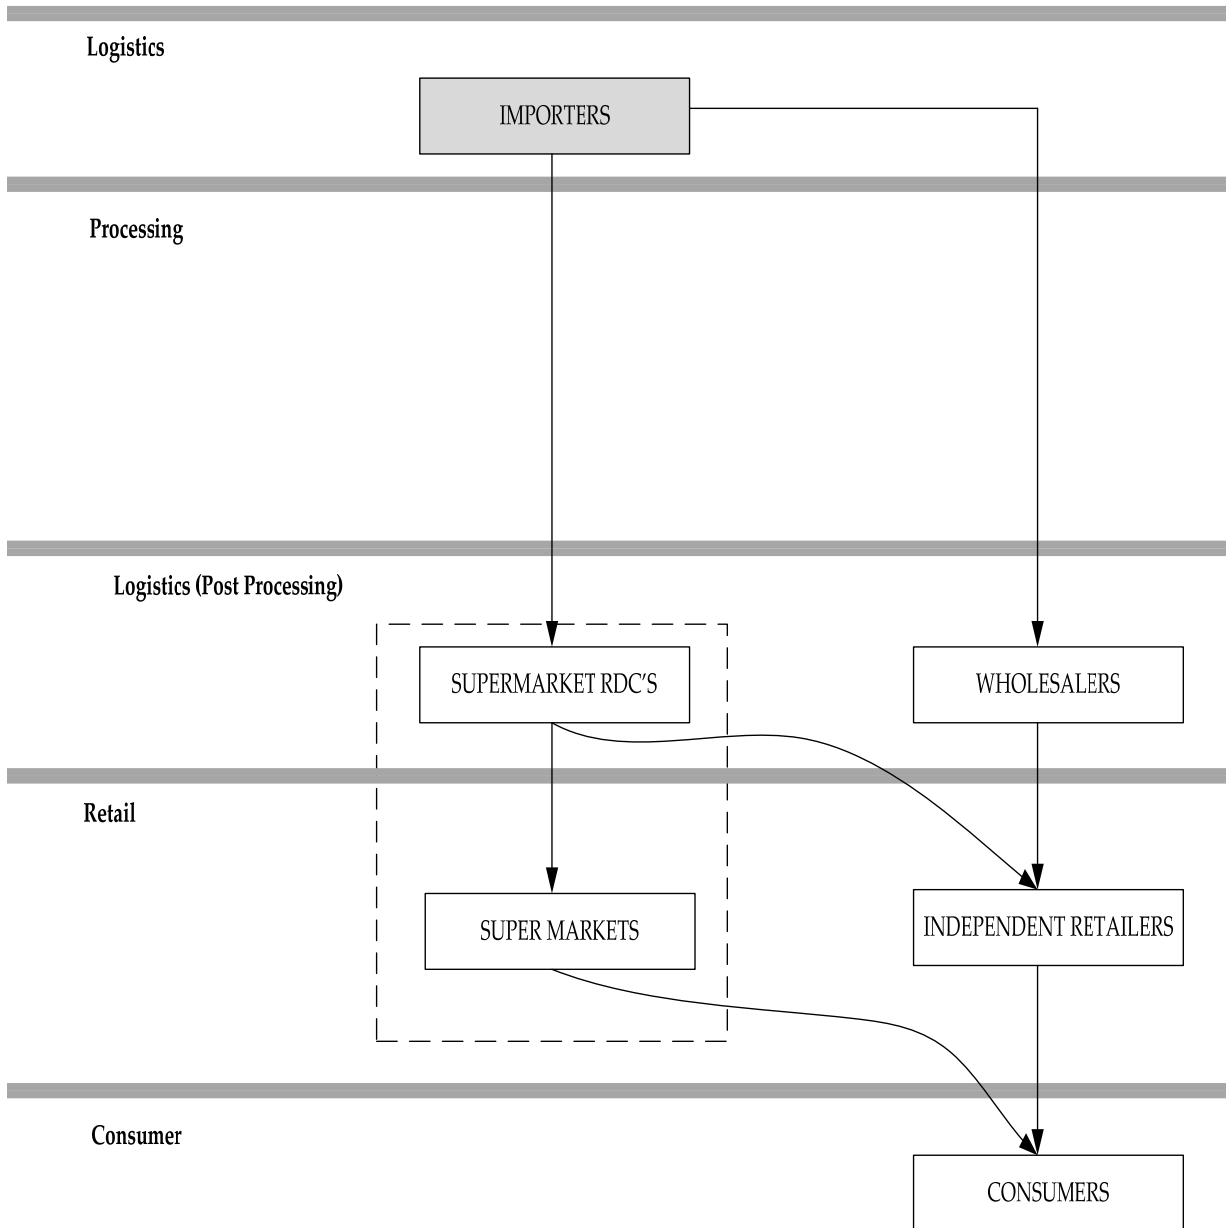 Logistics
IMPORTERS
Processing
Logistics (Post Processing)
SUPERMARKET RDC'S
WHOLESALERS
Retail
SUPER MARKETS
INDEPENDENT RETAILERS
Consumer
CONSUMERS